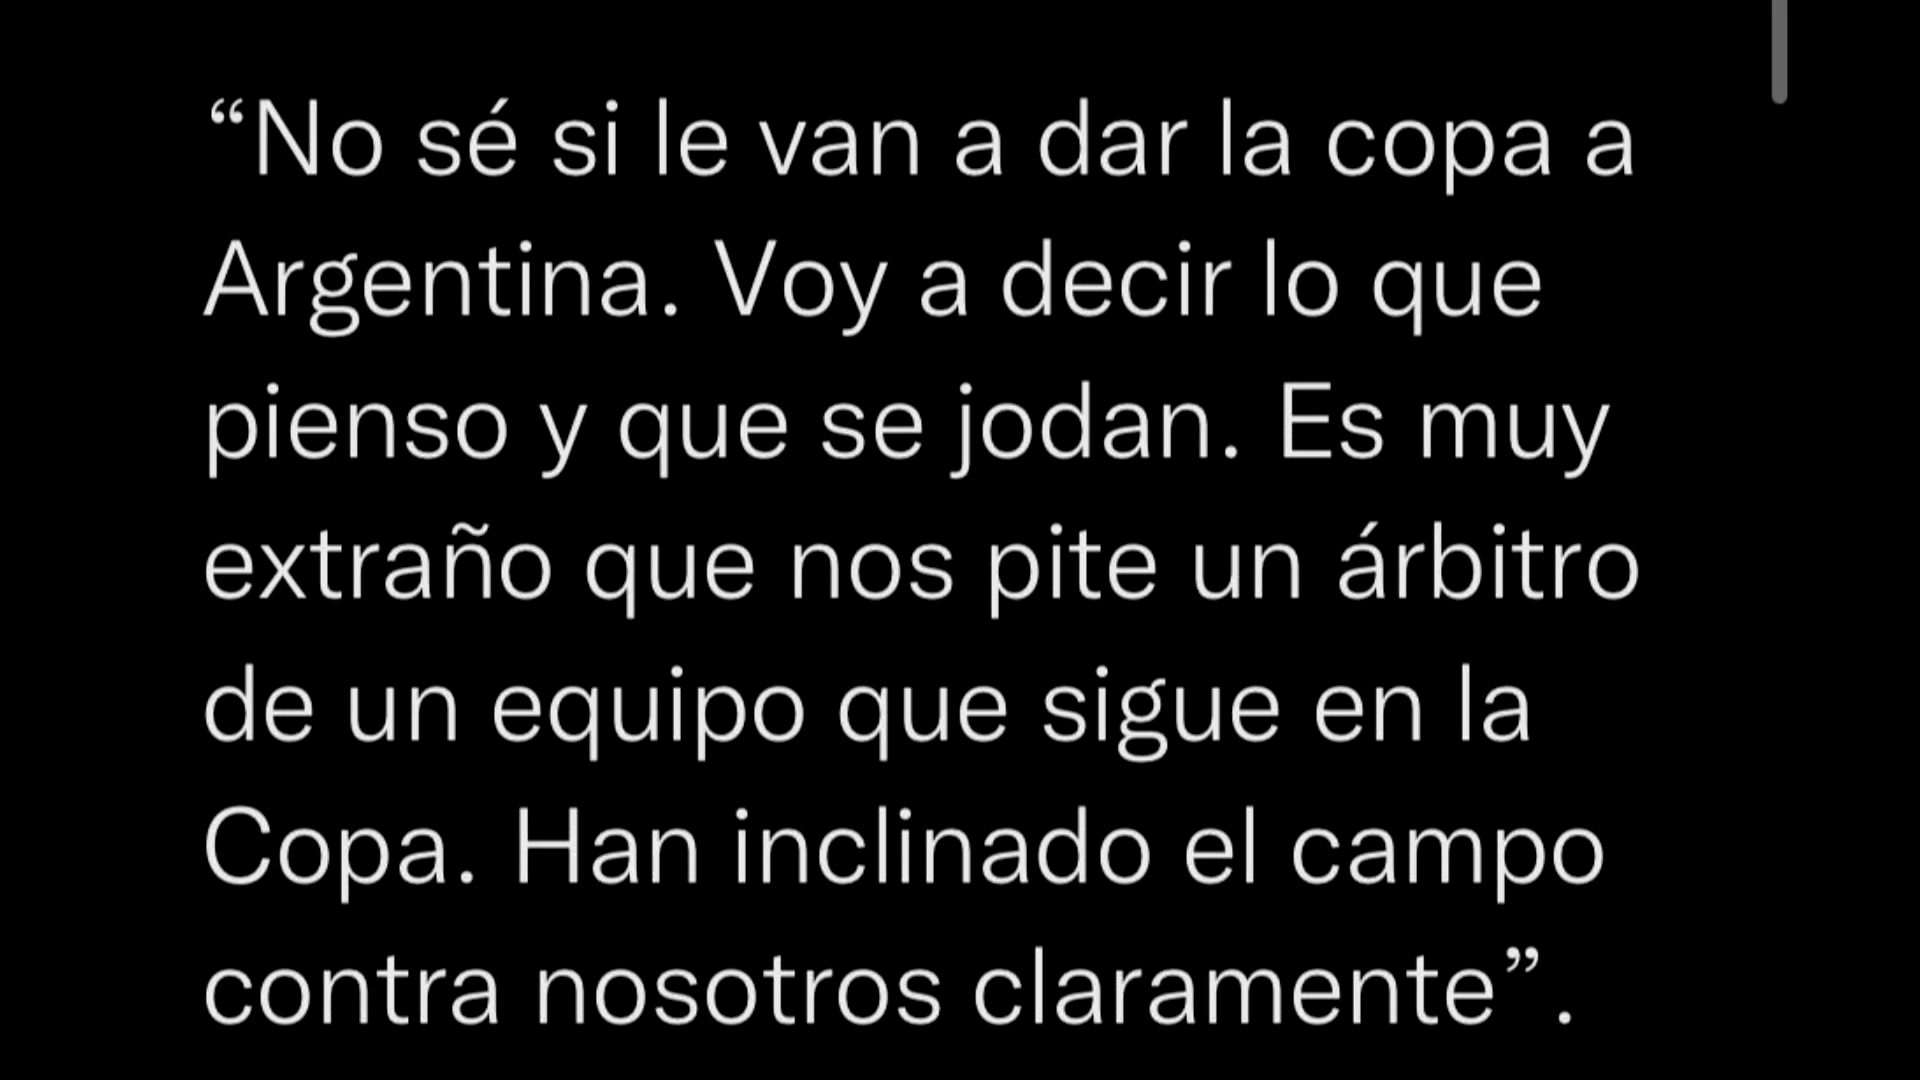 “No sé si le van a dar la copa a
Argentina. Voy a decir lo que
pienso y que se jodan. Es muy
extraño que nos pite un árbitro
de un equipo que sigue en la
Copa. Han inclinado el campo
contra nosotros claramente”.